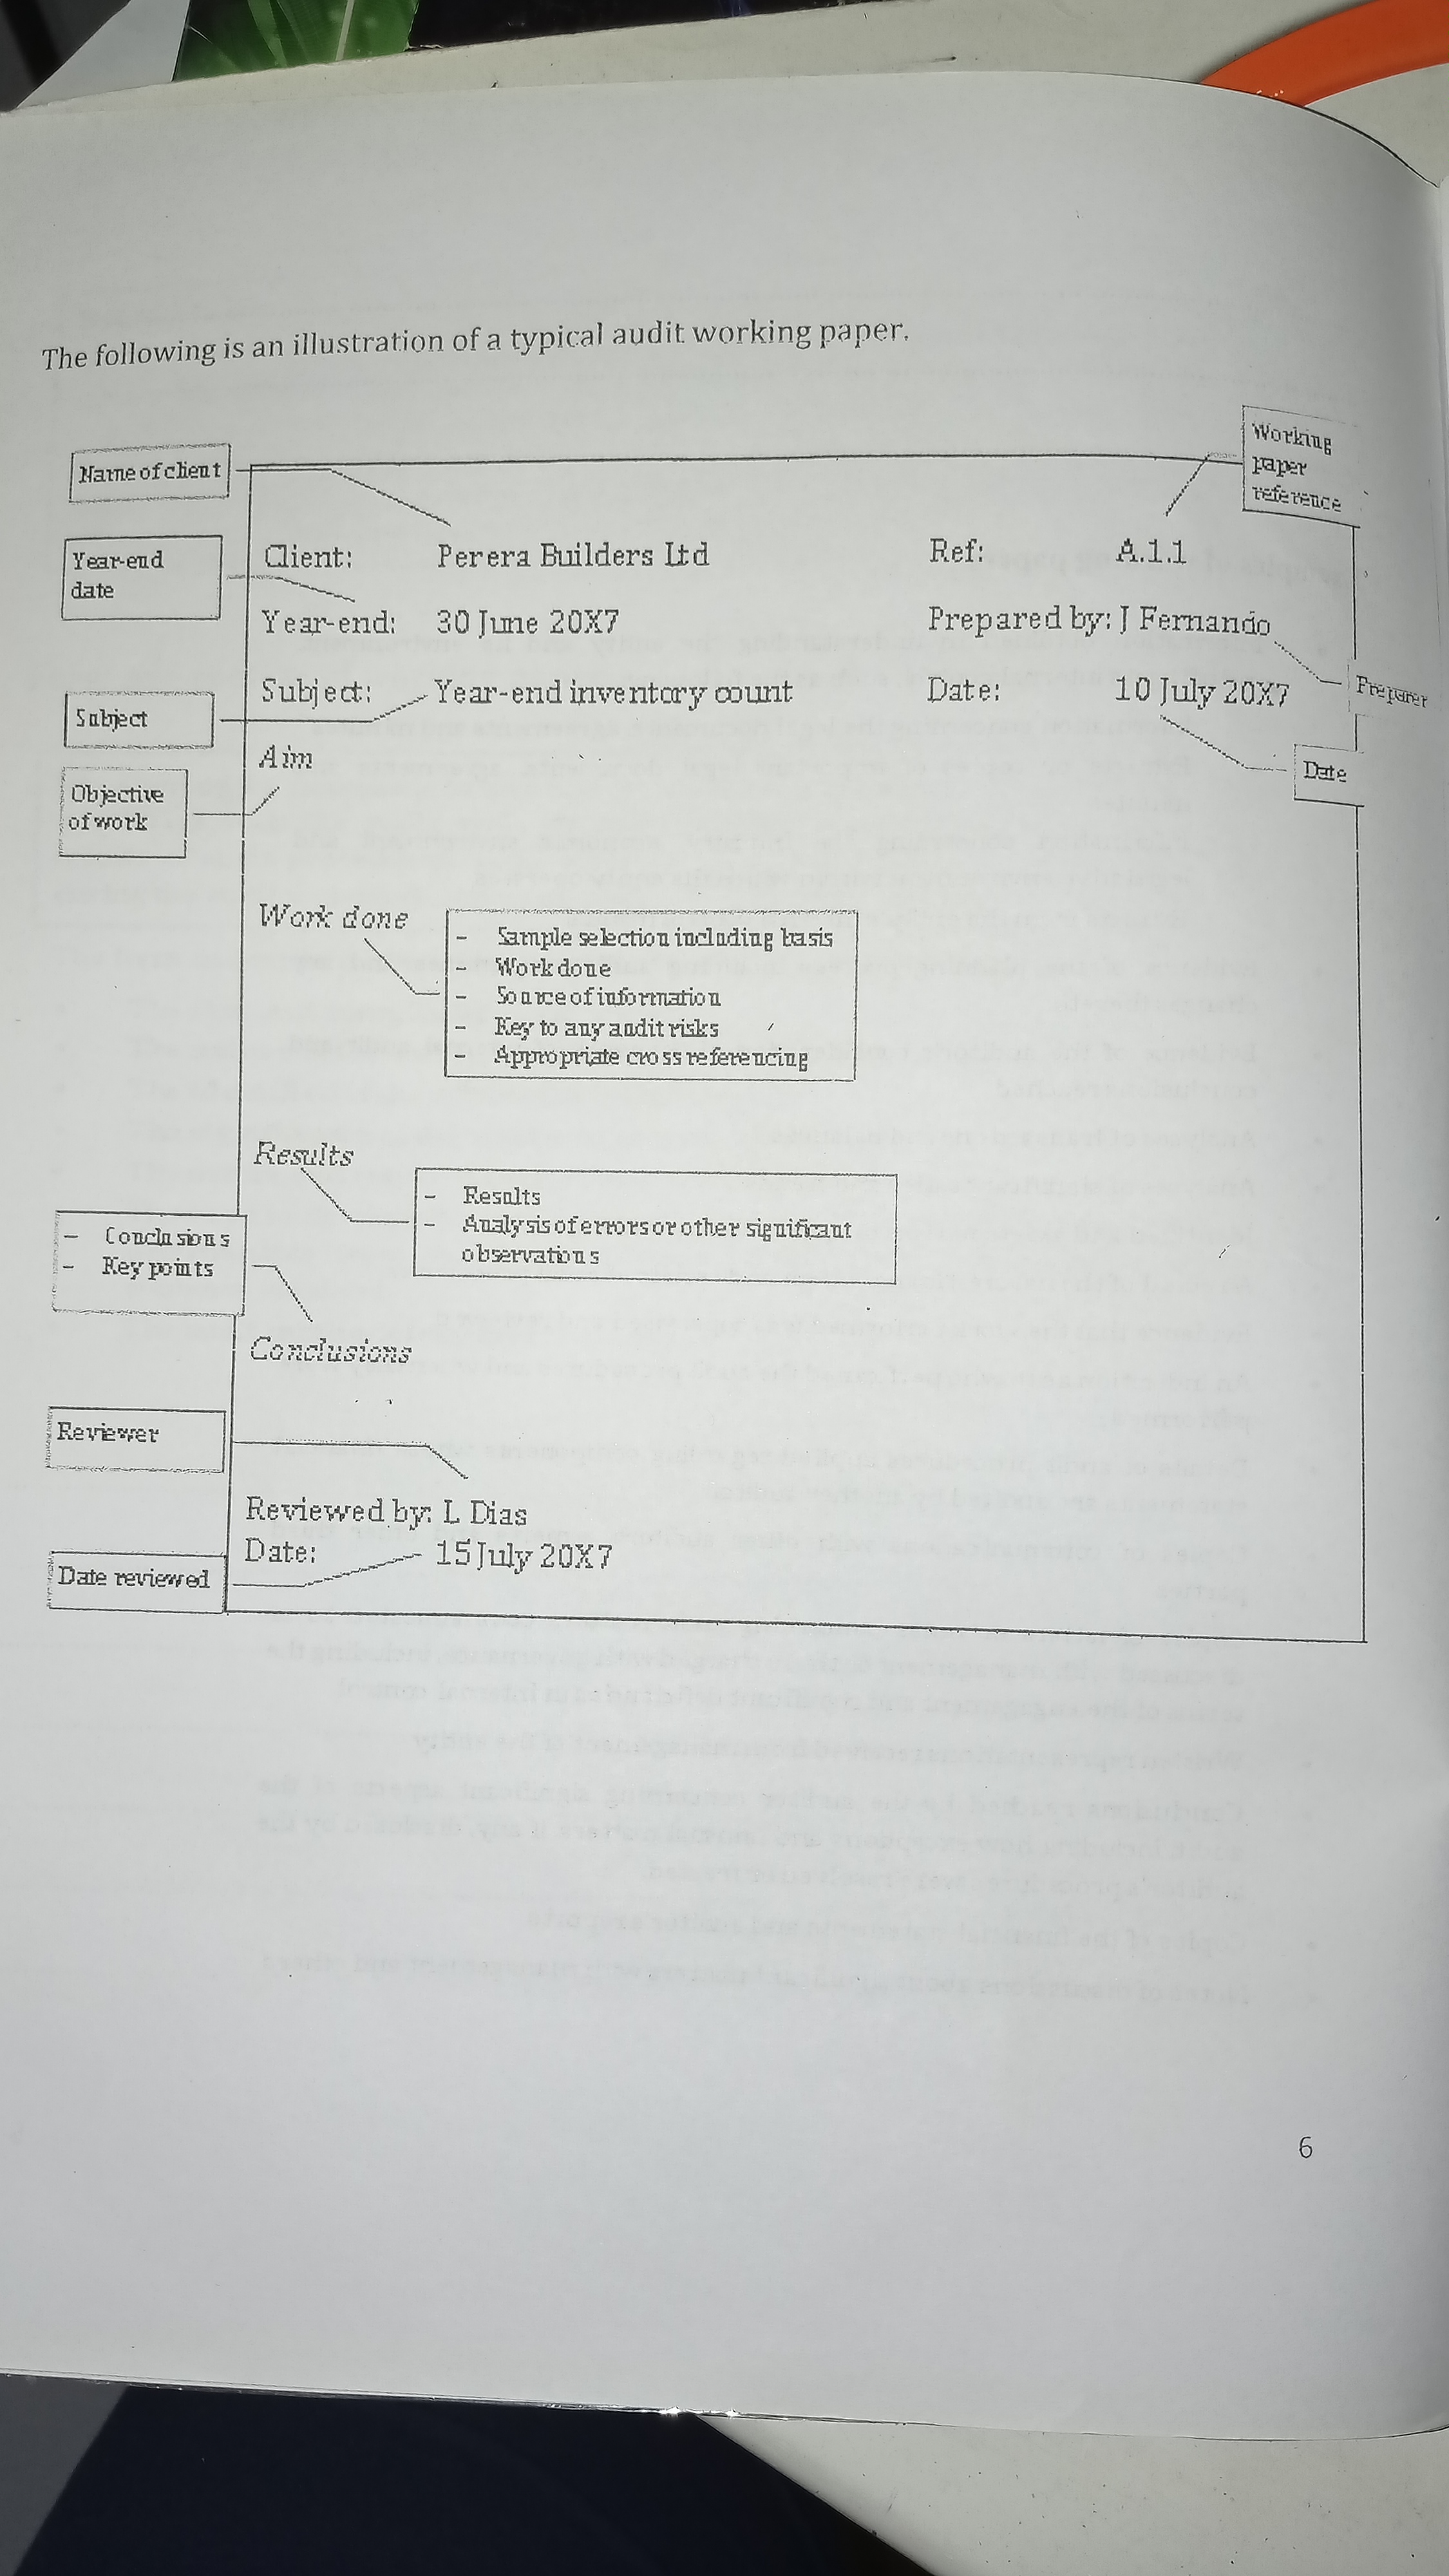 The following is an illustration of a typical audit working paper.
Name of client
Working
paper
reference
Year-end
date
Client: Perera Builders Ltd Ref: A.1.1
Year-end: 30 June 20X7 Prepared by: J Fernando
Preparer
Subject
Subject: Year-end inventory count Date: 10 July 20X7
Date
Aim
Objective
of work
Work done
- Sample selection including basis
- Work done
- Source of information
- Key to any audit risks
- Appropriate cross referencing
Results
- Results
- Analysis of errors or other significant
observations
- Conclusions
- Key points
Conclusions
Reviewer
Reviewed by: L Dias
Date: 15 July 20X7
Date reviewed
6